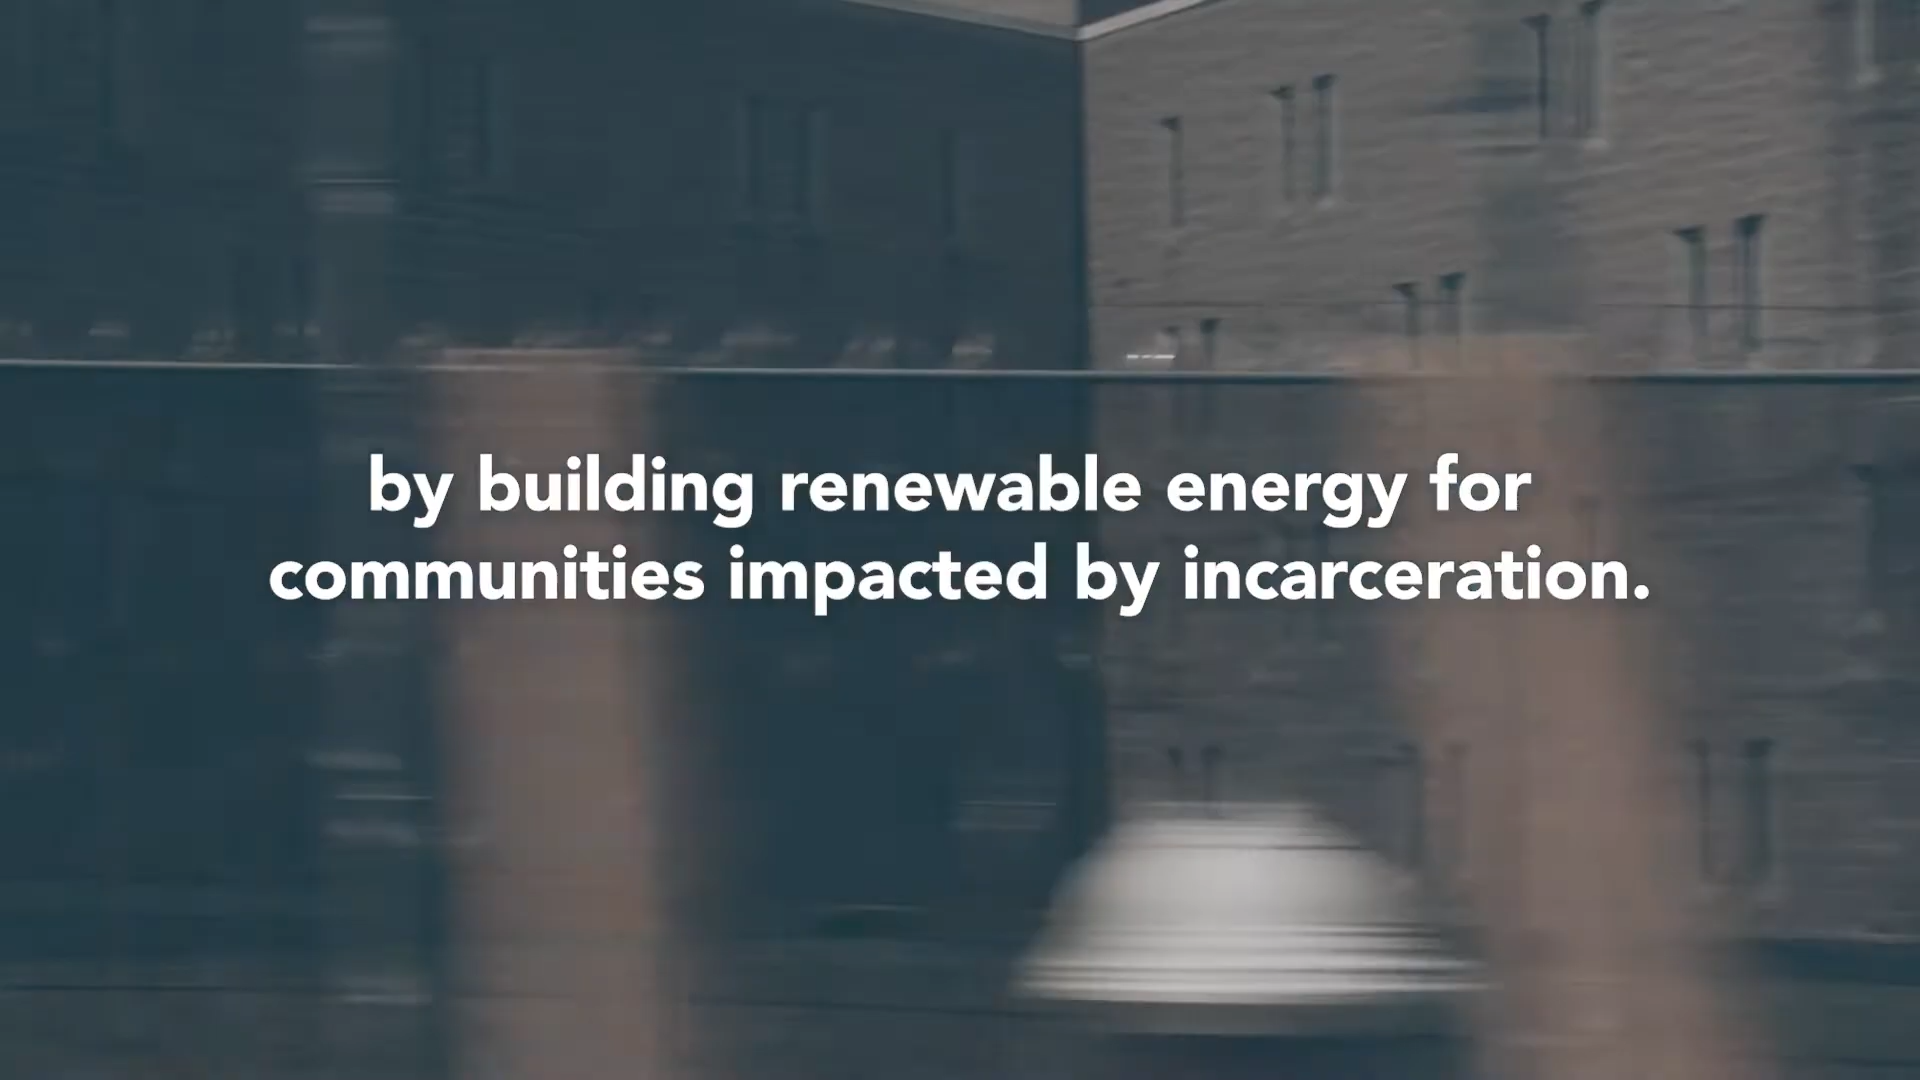 by building renewable energy for
communities impacted by incarceration.